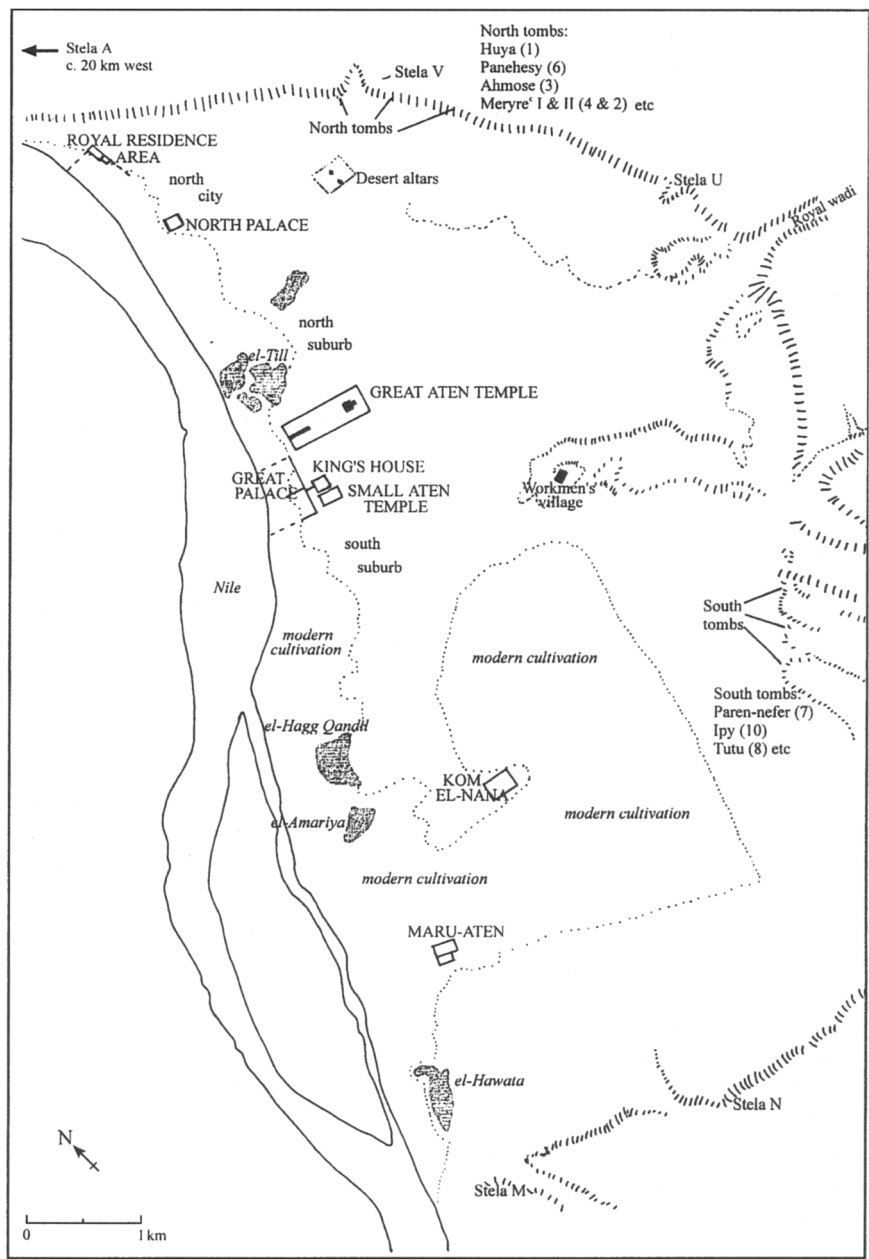 Stela A
c. 20 km west
North tombs:
Huya (1)
Panehesy (6)
Ahmose (3)
Meryreʿ I & II (4 & 2) etc
Stela V
North tombs
ROYAL RESIDENCE
AREA
north
city
Desert altars
Stela U
Royal wadi
NORTH PALACE
north
suburb
el-Till
GREAT ATEN TEMPLE
KING'S HOUSE
GREAT
PALACE
SMALL ATEN
TEMPLE
Workmen's
village
south
suburb
Nile
modern
cultivation
modern cultivation
South
tombs
South tombs:
Paren-nefer (7)
Ipy (10)
Tutu (8) etc
el-Hagg Qandil
KOM
EL-NANA
el-Amariya
modern cultivation
modern cultivation
MARU-ATEN
el-Hawata
Stela N
N
Stela M
0
1 km